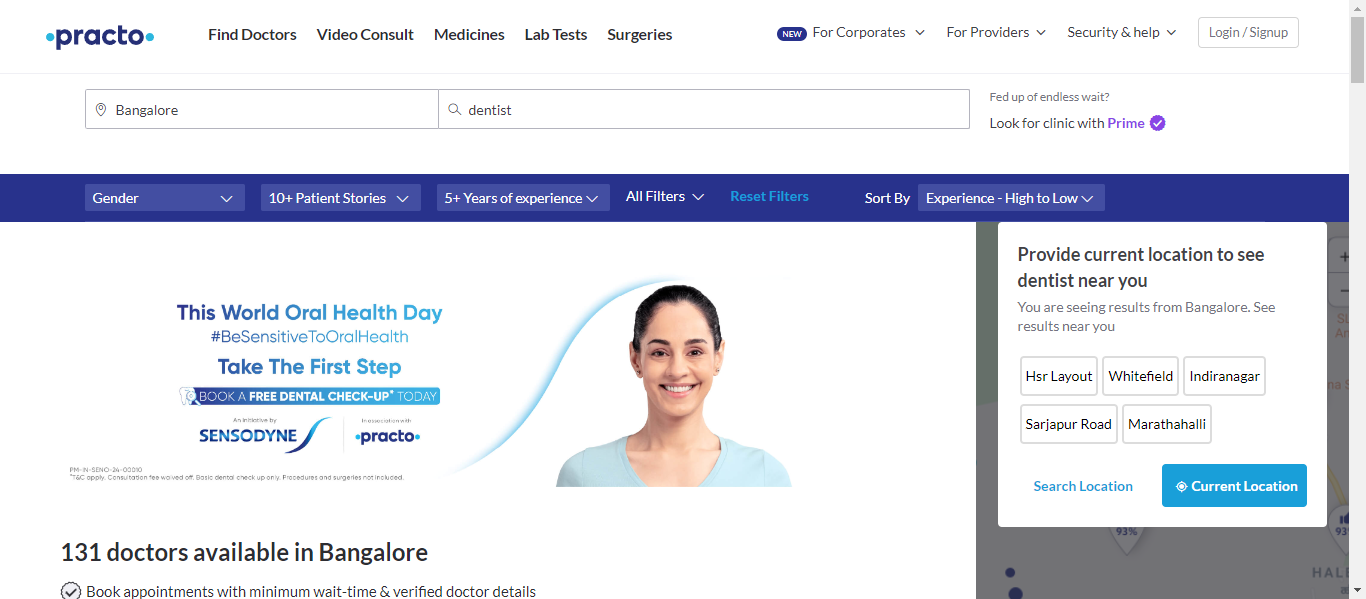 practo
Find Doctors Video Consult Medicines Lab Tests Surgeries
NEW For Corporates For Providers Security & help Login / Signup
Bangalore dentist
Fed up of endless wait?
Look for clinic with Prime
Gender 10+ Patient Stories 5+ Years of experience All Filters Reset Filters Sort By Experience - High to Low
This World Oral Health Day
#BeSensitiveToOralHealth
Take The First Step
BOOK A FREE DENTAL CHECK-UP* TODAY
An initiative by In association with
SENSODYNE practo
PM-IN-SENO-24-00010
*T&C apply. Consultation fee waived off. Basic dental check up only. Procedures and surgeries not included.
Provide current location to see
dentist near you
You are seeing results from Bangalore. See
results near you
Hsr Layout Whitefield Indiranagar
Sarjapur Road Marathahalli
Search Location Current Location
93%
HAL
131 doctors available in Bangalore
Book appointments with minimum wait-time & verified doctor details